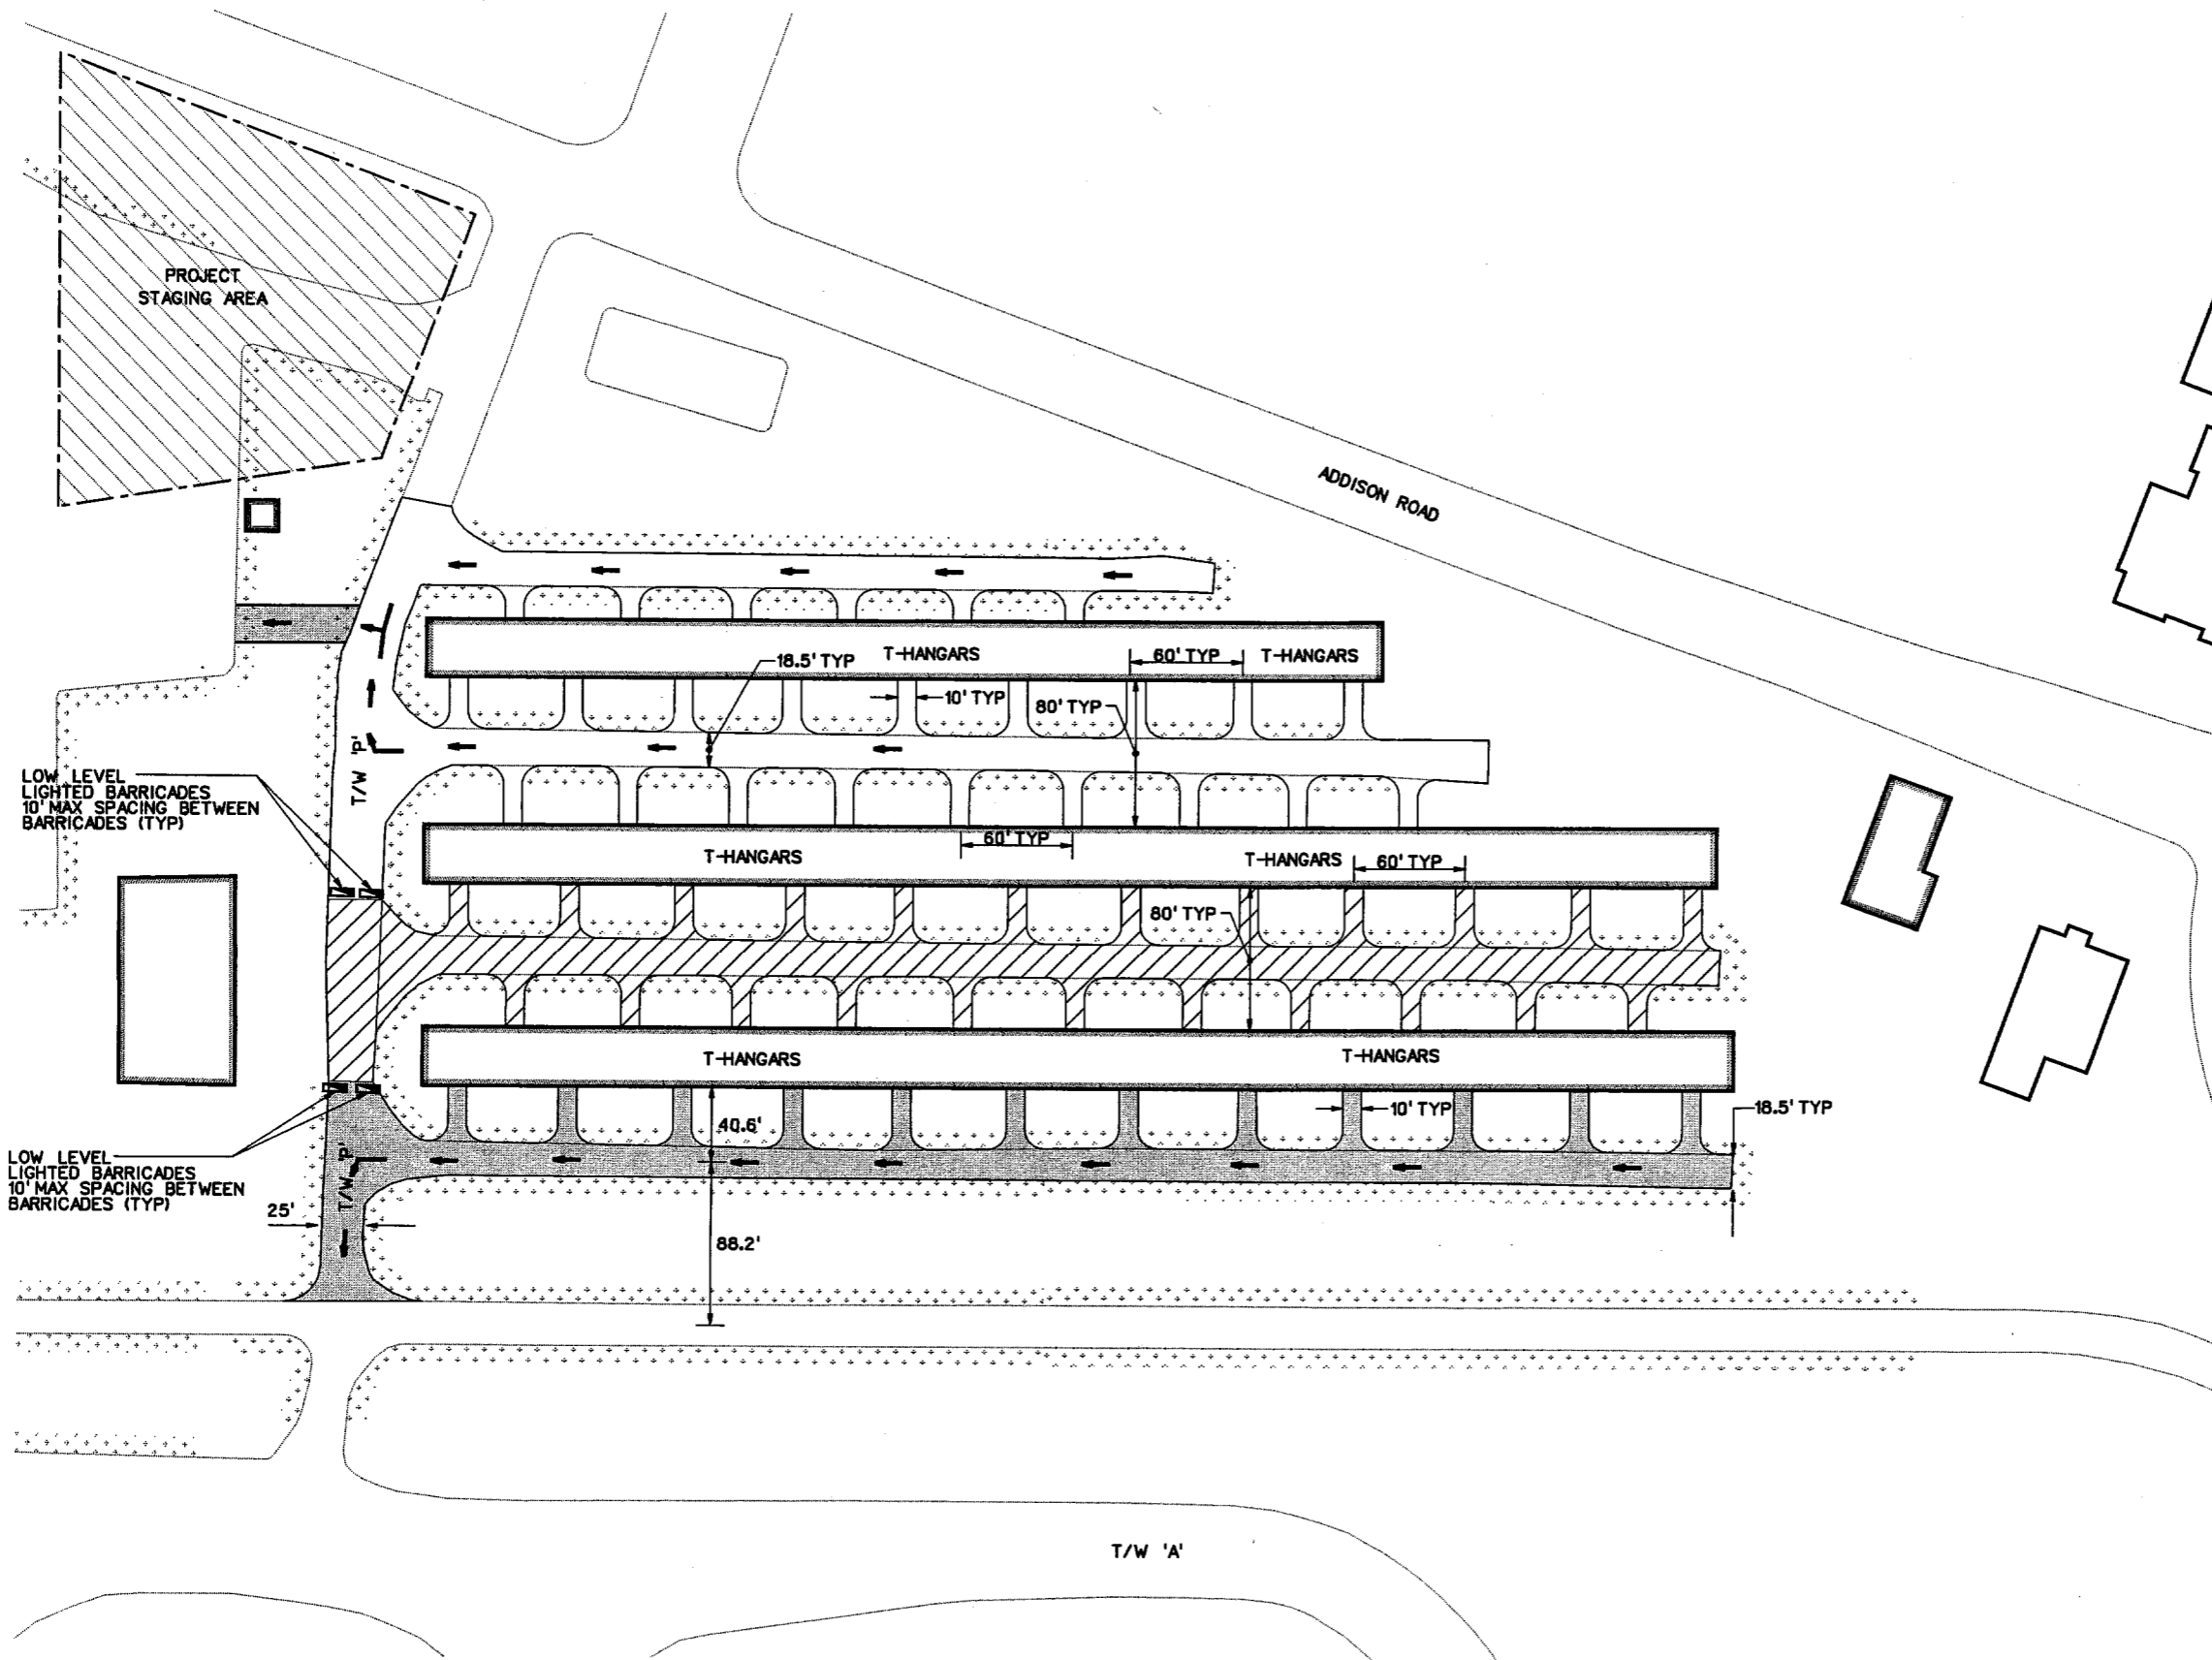 PROJECT
STAGING AREA
ADDISON ROAD
T-HANGARS
60' TYP
T-HANGARS
18.5' TYP
10' TYP
80' TYP
T/W 'P'
LOW LEVEL
LIGHTED BARRICADES
10' MAX SPACING BETWEEN
BARRICADES (TYP)
60' TYP
T-HANGARS
T-HANGARS
60' TYP
80' TYP
T-HANGARS
T-HANGARS
10' TYP
18.5' TYP
40.6'
LOW LEVEL
LIGHTED BARRICADES
10' MAX SPACING BETWEEN
BARRICADES (TYP)
T/W 'P'
25'
88.2'
T/W 'A'